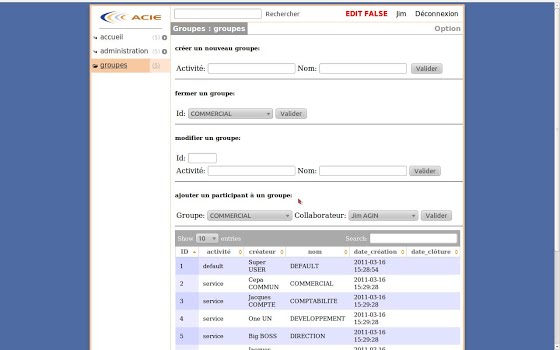 ACIE
Rechercher
EDIT FALSE
Jim
Déconnexion
accueil
administration
groupes
Groupes : groupes
Option
créer un nouveau groupe:
Activité:
Nom:
Valider
fermer un groupe:
Id: COMMERCIAL Valider
modifier un groupe:
Id:
Activité:
Nom:
Valider
ajouter un participant à un groupe:
Groupe: COMMERCIAL Collaborateur: Jim AGIN Valider
Show 10 entries
Search:
ID activité créateur nom date_création date_clôture
1 default Super USER DEFAULT 2011-03-16 15:28:54
2 service Cepa COMMUN COMMERCIAL 2011-03-16 15:29:28
3 service Jacques COMPTE COMPTABILITE 2011-03-16 15:29:28
4 service One UN DEVELOPPEMENT 2011-03-16 15:29:28
5 service Big BOSS DIRECTION 2011-03-16 15:29:28
Jacques
2011-03-16